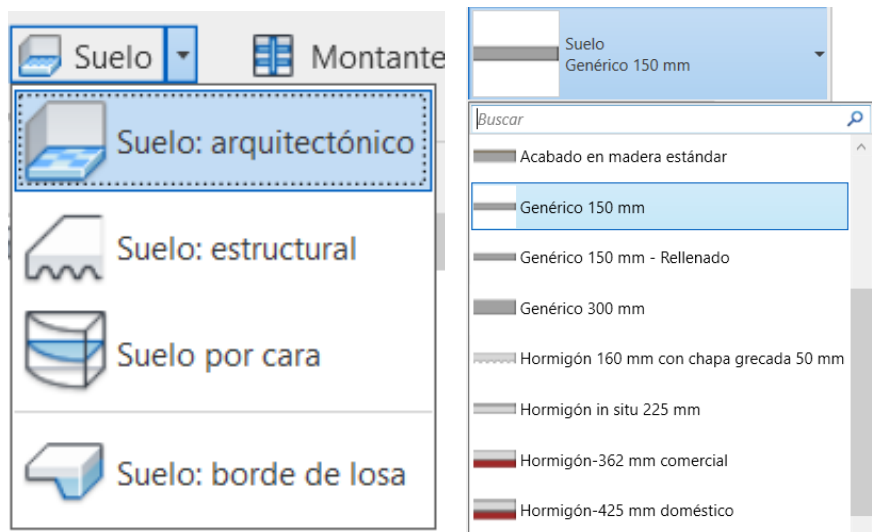 Suelo
Montante
Suelo: arquitectónico
Suelo: estructural
Suelo por cara
Suelo: borde de losa
Suelo
Genérico 150 mm
Buscar
Acabado en madera estándar
Genérico 150 mm
Genérico 150 mm - Rellenado
Genérico 300 mm
Hormigón 160 mm con chapa grecada 50 mm
Hormigón in situ 225 mm
Hormigón-362 mm comercial
Hormigón-425 mm doméstico